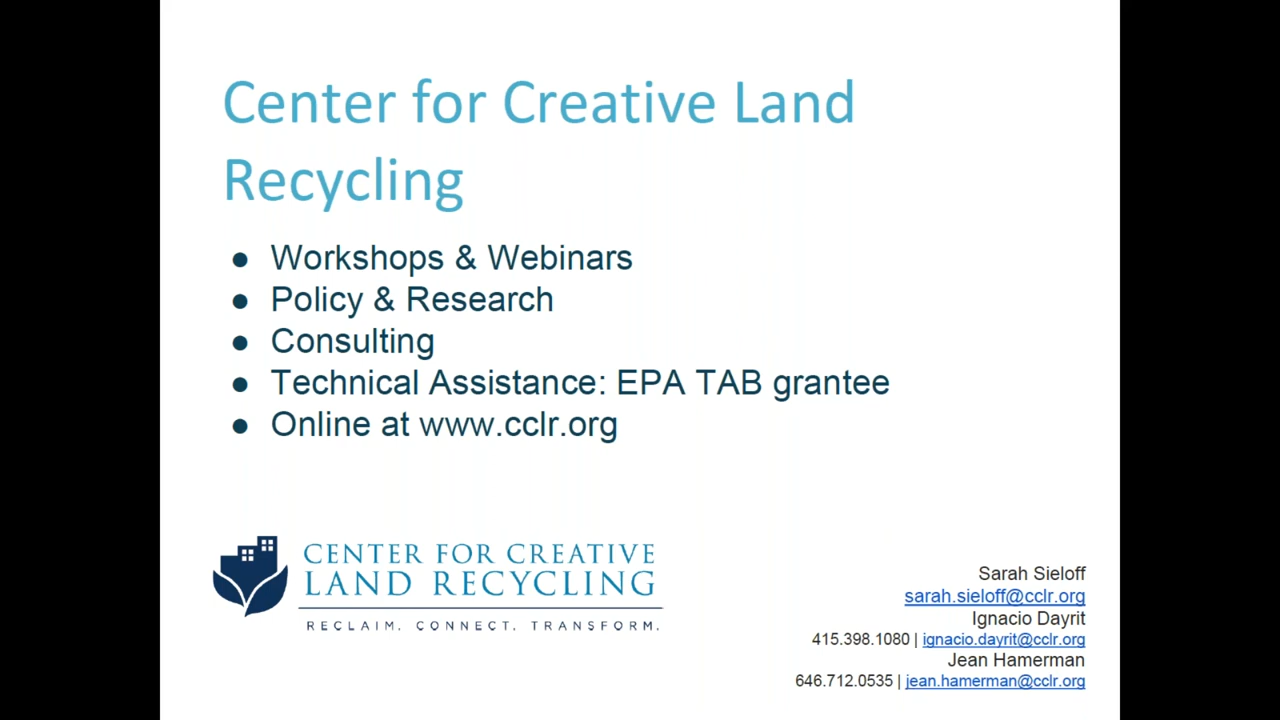 Center for Creative Land
Recycling
● Workshops & Webinars
● Policy & Research
● Consulting
● Technical Assistance: EPA TAB grantee
● Online at www.cclr.org
CENTER FOR CREATIVE
LAND RECYCLING
RECLAIM. CONNECT. TRANSFORM.
Sarah Sieloff
sarah.sieloff@cclr.org
Ignacio Dayrit
415.398.1080 | ignacio.dayrit@cclr.org
Jean Hamerman
646.712.0535 | jean.hamerman@cclr.org